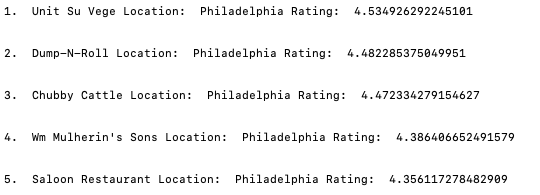 1.  Unit Su Vege Location:  Philadelphia Rating:  4.534926292245101
2.  Dump-N-Roll Location:  Philadelphia Rating:  4.482285375049951
3.  Chubby Cattle Location:  Philadelphia Rating:  4.472334279154627
4.  Wm Mulherin's Sons Location:  Philadelphia Rating:  4.386406652491579
5.  Saloon Restaurant Location:  Philadelphia Rating:  4.356117278482909